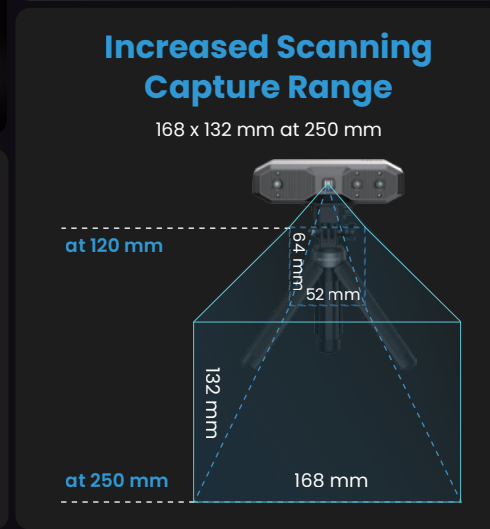 Increased Scanning
Capture Range
168 x 132 mm at 250 mm
at 120 mm
64 mm
52 mm
132 mm
at 250 mm
168 mm